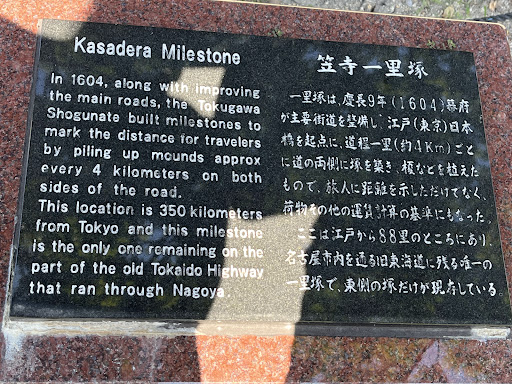 Kasadera Milestone
In 1604, along with improving
the main roads, the Tokugawa
Shogunate built milestones to
mark the distance for travelers
by piling up mounds approx
every 4 kilometers on both
sides of the road.
This location is 350 kilometers
from Tokyo and this milestone
is the only one remaining on the
part of the old Tokaido Highway
that ran through Nagoya.
笠寺一里塚
一里塚は、慶長9年(1604)幕府
が主要街道を整備し、江戸(東京)日本
橋を起点に、道程一里(約4Km)ごと
に道の両側に塚を築き、榎などを植えた
もので、旅人に距離を示しただけでなく、
荷物その他の運賃計算の基準にもなった。
ここは江戸から88里のところにあり、
名古屋市内を通る旧東海道に残る唯一の
一里塚で、東側の塚だけが現存している。